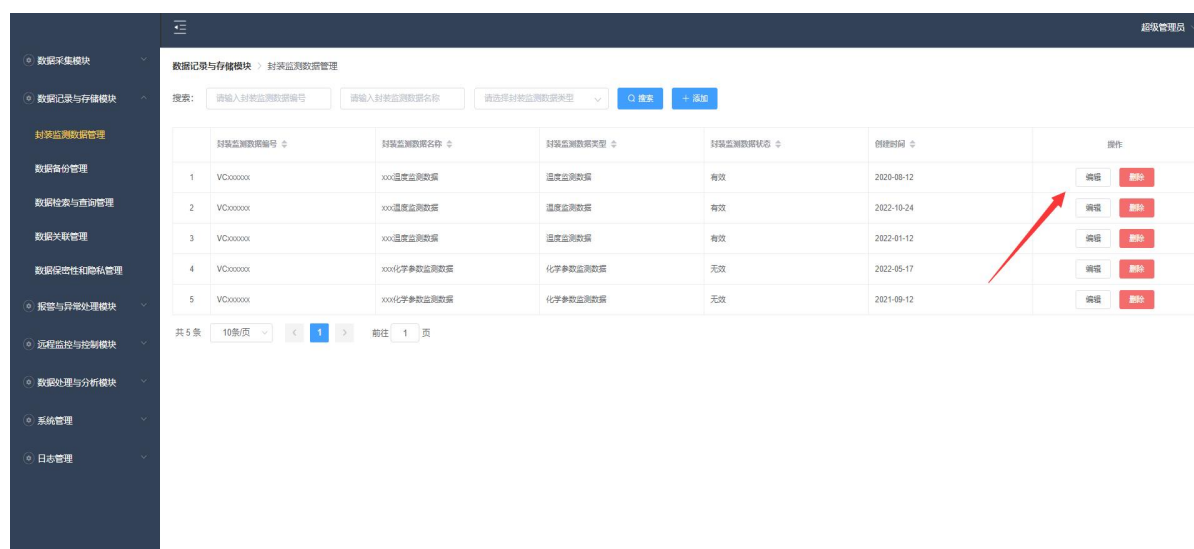 超级管理员
数据采集模块
数据记录与存储模块
封装监测数据管理
数据备份管理
数据检索与查询管理
数据关联管理
数据保密性和隐私管理
报警与异常处理模块
远程监控与控制模块
数据处理与分析模块
系统管理
日志管理
数据记录与存储模块 > 封装监测数据管理
搜索: 请输入封装监测数据编号 请输入封装监测数据名称 请选择封装监测数据类型 搜索 + 添加
封装监测数据编号 封装监测数据名称 封装监测数据类型 封装监测数据状态 创建时间 操作
1 VCxxxxxx xxx温度监测数据 温度监测数据 有效 2020-08-12 编辑 删除
2 VCxxxxxx xxx温度监测数据 温度监测数据 有效 2022-10-24 编辑 删除
3 VCxxxxxx xxx温度监测数据 温度监测数据 有效 2022-01-12 编辑 删除
4 VCxxxxxx xxx化学参数监测数据 化学参数监测数据 无效 2022-05-17 编辑 删除
5 VCxxxxxx xxx化学参数监测数据 化学参数监测数据 无效 2021-09-12 编辑 删除
共 5 条 10条/页 < 1 > 前往 1 页